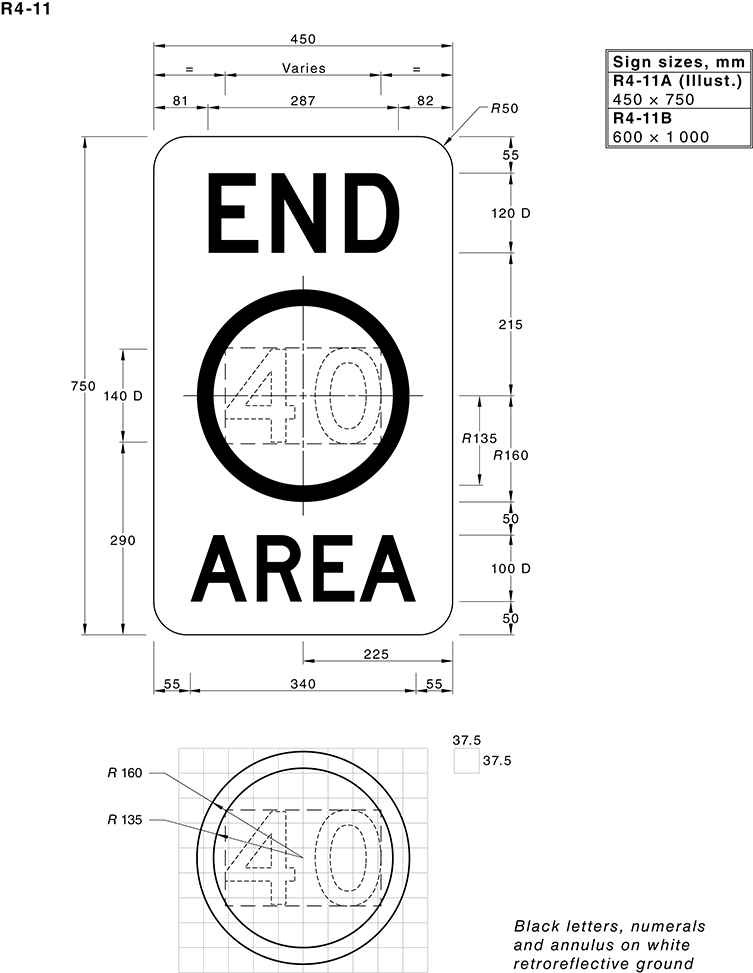 R4-11
450
= Varies =
81 287 82
R50
Sign sizes, mm
R4-11A (Illust.)
450 × 750
R4-11B
600 × 1 000
55
END
120 D
215
750
140 D
40
R135
R160
290
50
AREA
100 D
50
225
55 340 55
37.5
37.5
R 160
R 135
40
Black letters, numerals
and annulus on white
retroreflective ground